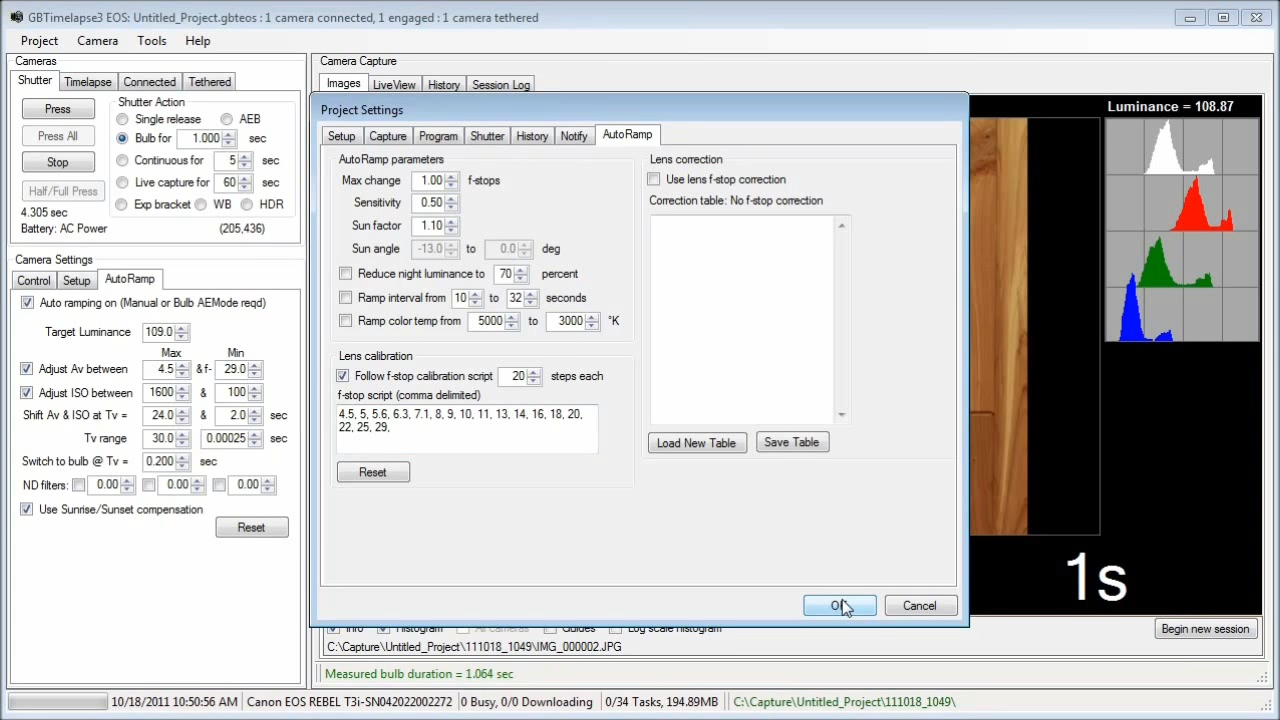 GBTimelapse3 EOS: Untitled_Project.gbteos : 1 camera connected, 1 engaged : 1 camera tethered
Project Camera Tools Help
Cameras
Shutter Timelapse Connected Tethered
Press
Press All
Stop
Half/Full Press
4.305 sec
Battery: AC Power
Shutter Action
Single release AEB
Bulb for 1.000 sec
Continuous for 5 sec
Live capture for 60 sec
Exp bracket WB HDR
(205,436)
Camera Settings
Control Setup AutoRamp
Auto ramping on (Manual or Bulb AEMode reqd)
Target Luminance 109.0
Max Min
Adjust Av between 4.5 & f- 29.0
Adjust ISO between 1600 & 100
Shift Av & ISO at Tv = 24.0 & 2.0 sec
Tv range 30.0 0.00025 sec
Switch to bulb @ Tv = 0.200 sec
ND filters: 0.00 0.00 0.00
Use Sunrise/Sunset compensation
Reset
Camera Capture
Images LiveView History Session Log
Project Settings
Setup Capture Program Shutter History Notify AutoRamp
AutoRamp parameters
Max change 1.00 f-stops
Sensitivity 0.50
Sun factor 1.10
Sun angle -13.0 to 0.0 deg
Reduce night luminance to 70 percent
Ramp interval from 10 to 32 seconds
Ramp color temp from 5000 to 3000 °K
Lens calibration
Follow f-stop calibration script 20 steps each
f-stop script (comma delimited)
4.5, 5, 5.6, 6.3, 7.1, 8, 9, 10, 11, 13, 14, 16, 18, 20,
22, 25, 29,
Reset
Lens correction
Use lens f-stop correction
Correction table: No f-stop correction
Load New Table Save Table
Cancel
Luminance = 108.87
1s
Info Histogram All cameras Guides Log scale histogram
Begin new session
C:\Capture\Untitled_Project\111018_1049\IMG_000002.JPG
Measured bulb duration = 1.064 sec
10/18/2011 10:50:56 AM Canon EOS REBEL T3i-SN042022002272 0 Busy, 0/0 Downloading 0/34 Tasks, 194.89MB C:\Capture\Untitled_Project\111018_1049\